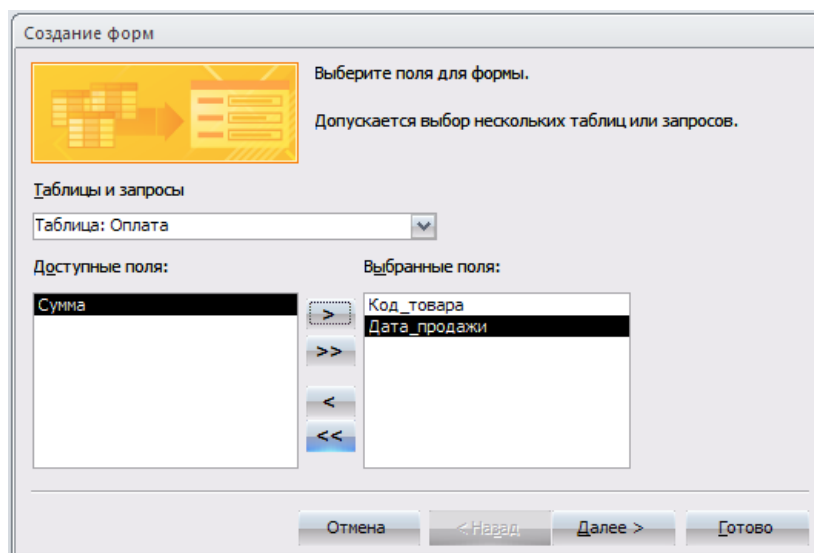 Создание форм
Выберите поля для формы.
Допускается выбор нескольких таблиц или запросов.
Таблицы и запросы
Таблица: Оплата
Доступные поля:
Выбранные поля:
Сумма
>
>>
<
<<
Код_товара
Дата_продажи
Отмена
< Назад
Далее >
Готово